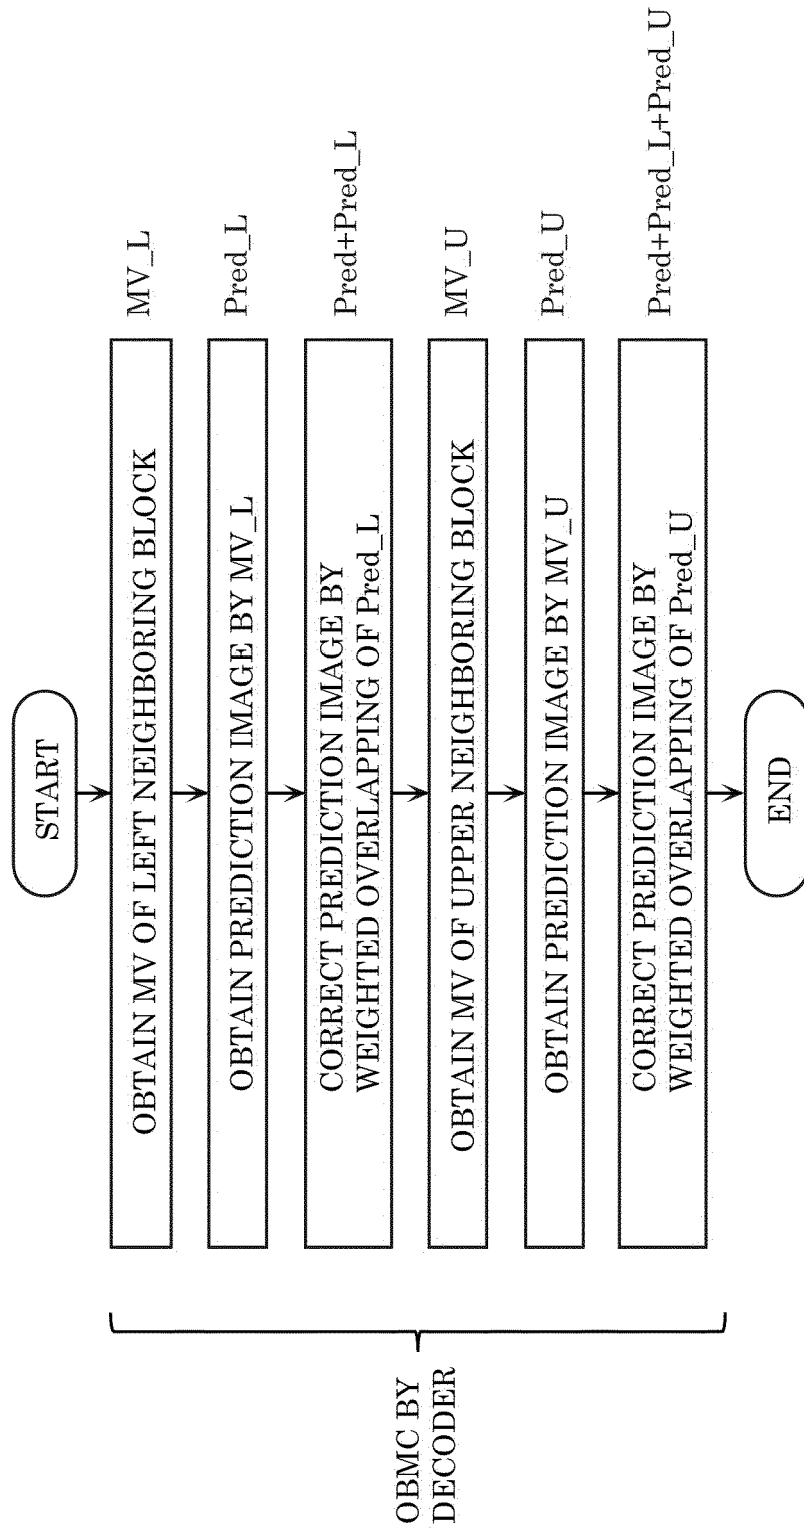 START
OBTAIN MV OF LEFT NEIGHBORING BLOCK
MV_L
OBTAIN PREDICTION IMAGE BY MV_L
Pred_L
CORRECT PREDICTION IMAGE BY
WEIGHTED OVERLAPPING OF Pred_L
Pred+Pred_L
OBTAIN MV OF UPPER NEIGHBORING BLOCK
MV_U
OBTAIN PREDICTION IMAGE BY MV_U
Pred_U
CORRECT PREDICTION IMAGE BY
WEIGHTED OVERLAPPING OF Pred_U
Pred+Pred_L+Pred_U
END
OBMC BY
DECODER